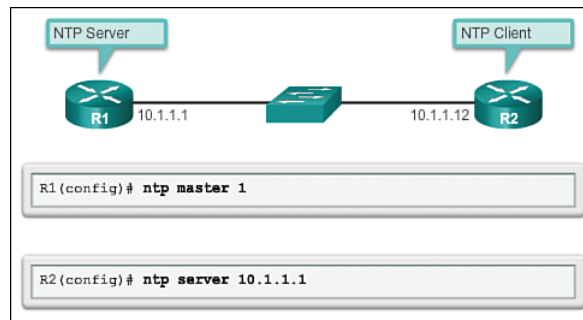 NTP Server
NTP Client
R1
10.1.1.1
10.1.1.12
R2
R1(config)# ntp master 1
R2(config)# ntp server 10.1.1.1